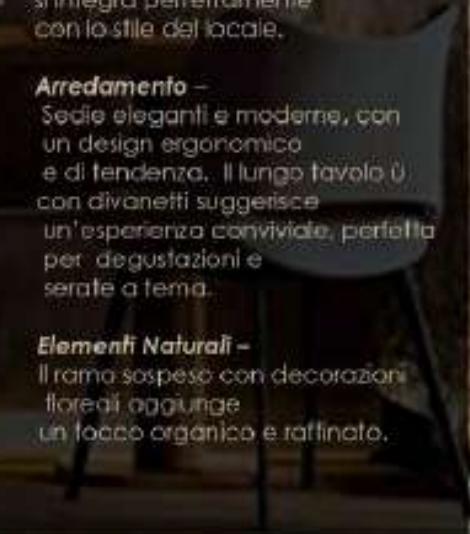 s'integra perfettamente
con lo stile del locale.
Arredamento –
Sedie eleganti e moderne, con
un design ergonomico
e di tendenza. Il lungo tavolo Ü
con divanetti suggerisce
un'esperienza conviviale, perfetta
per degustazioni e
serate a tema.
Elementi Naturali –
Il ramo sospeso con decorazioni
floreali aggiunge
un tocco organico e raffinato.